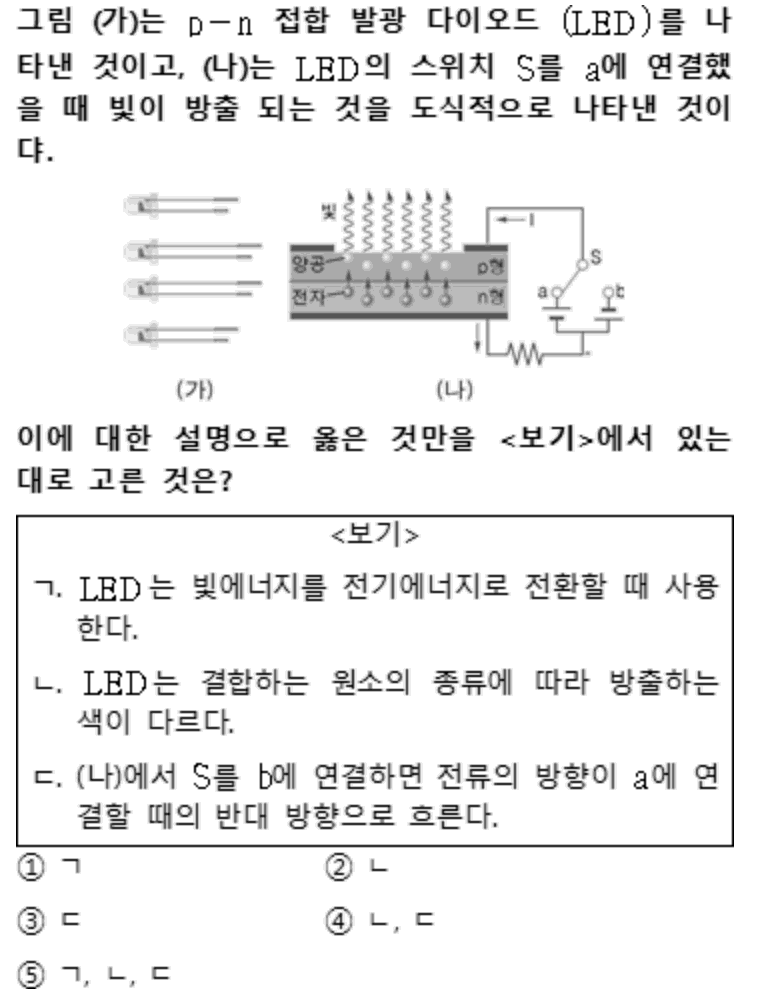 그림 (가)는 p-n 접합 발광 다이오드 (LED)를 나
타낸 것이고, (나)는 LED의 스위치 S를 a에 연결했
을 때 빛이 방출 되는 것을 도식적으로 나타낸 것이
댜.
빛
I
양공
p형
S
전자
n형
a
b
(가)
(나)
이에 대한 설명으로 옳은 것만을 <보기>에서 있는
대로 고른 것은?
<보기>
ㄱ. LED는 빛에너지를 전기에너지로 전환할 때 사용
한다.
ㄴ. LED는 결합하는 원소의 종류에 따라 방출하는
색이 다르다.
ㄷ. (나)에서 S를 b에 연결하면 전류의 방향이 a에 연
결할 때의 반대 방향으로 흐른다.
① ㄱ ② ㄴ
③ ㄷ ④ ㄴ, ㄷ
⑤ ㄱ, ㄴ, ㄷ